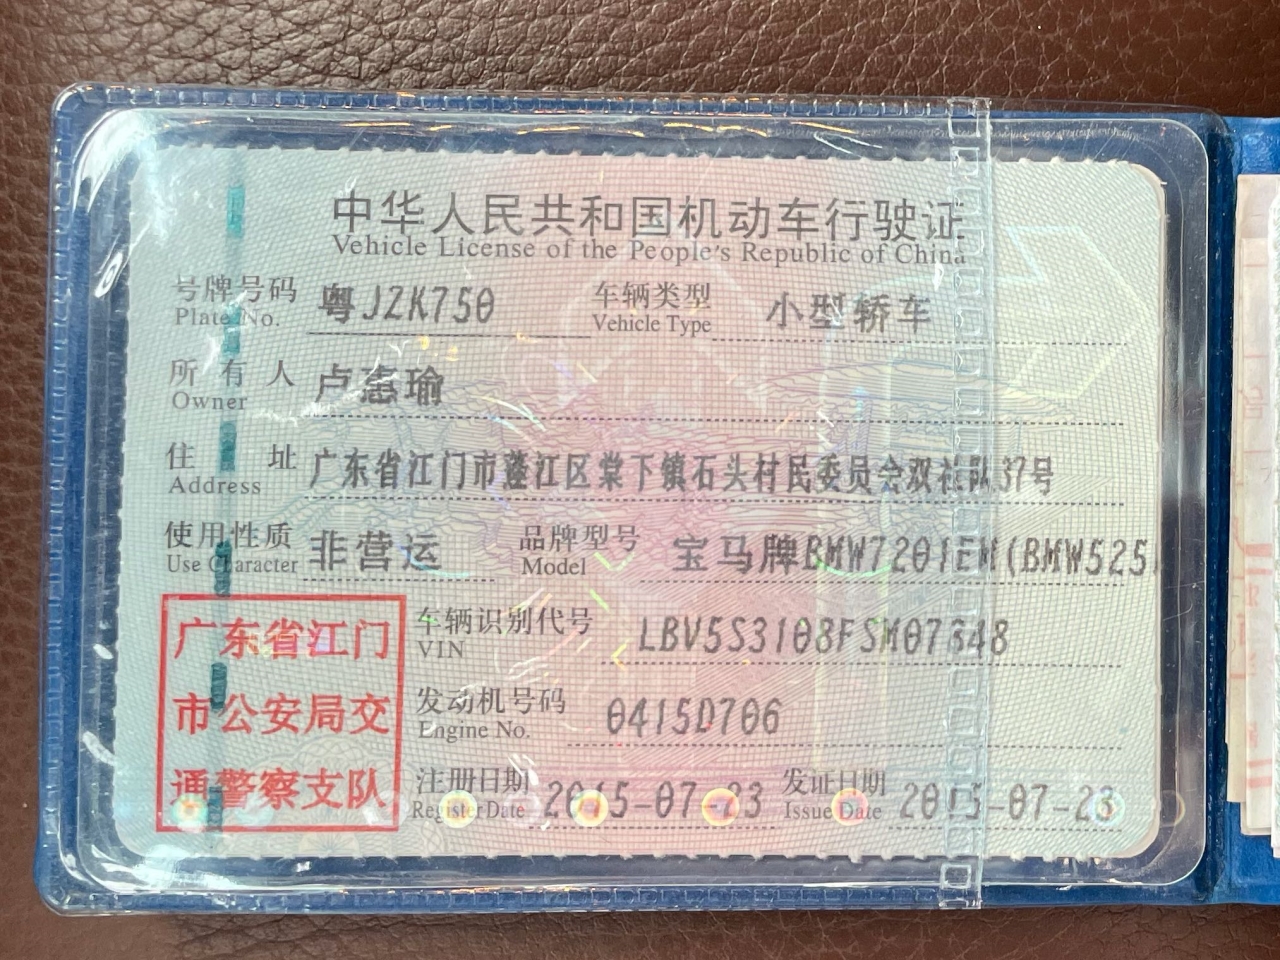 中华人民共和国机动车行驶证
Vehicle License of the People's Republic of China
号牌号码 粤JZK750 车辆类型 小型轿车
Plate No. Vehicle Type
所有人 卢惠瑜
Owner
住址 广东省江门市蓬江区棠下镇石头村民委员会双社队37号
Address
使用性质 非营运 品牌型号 宝马牌BMW7201EM(BMW525
Use Character Model
车辆识别代号 LBV5S3108FSM07348
VIN
发动机号码 0415D706
Engine No.
注册日期 2015-07-23 发证日期 2015-07-23
Register Date Issue Date
广东省江门
市公安局交
通警察支队